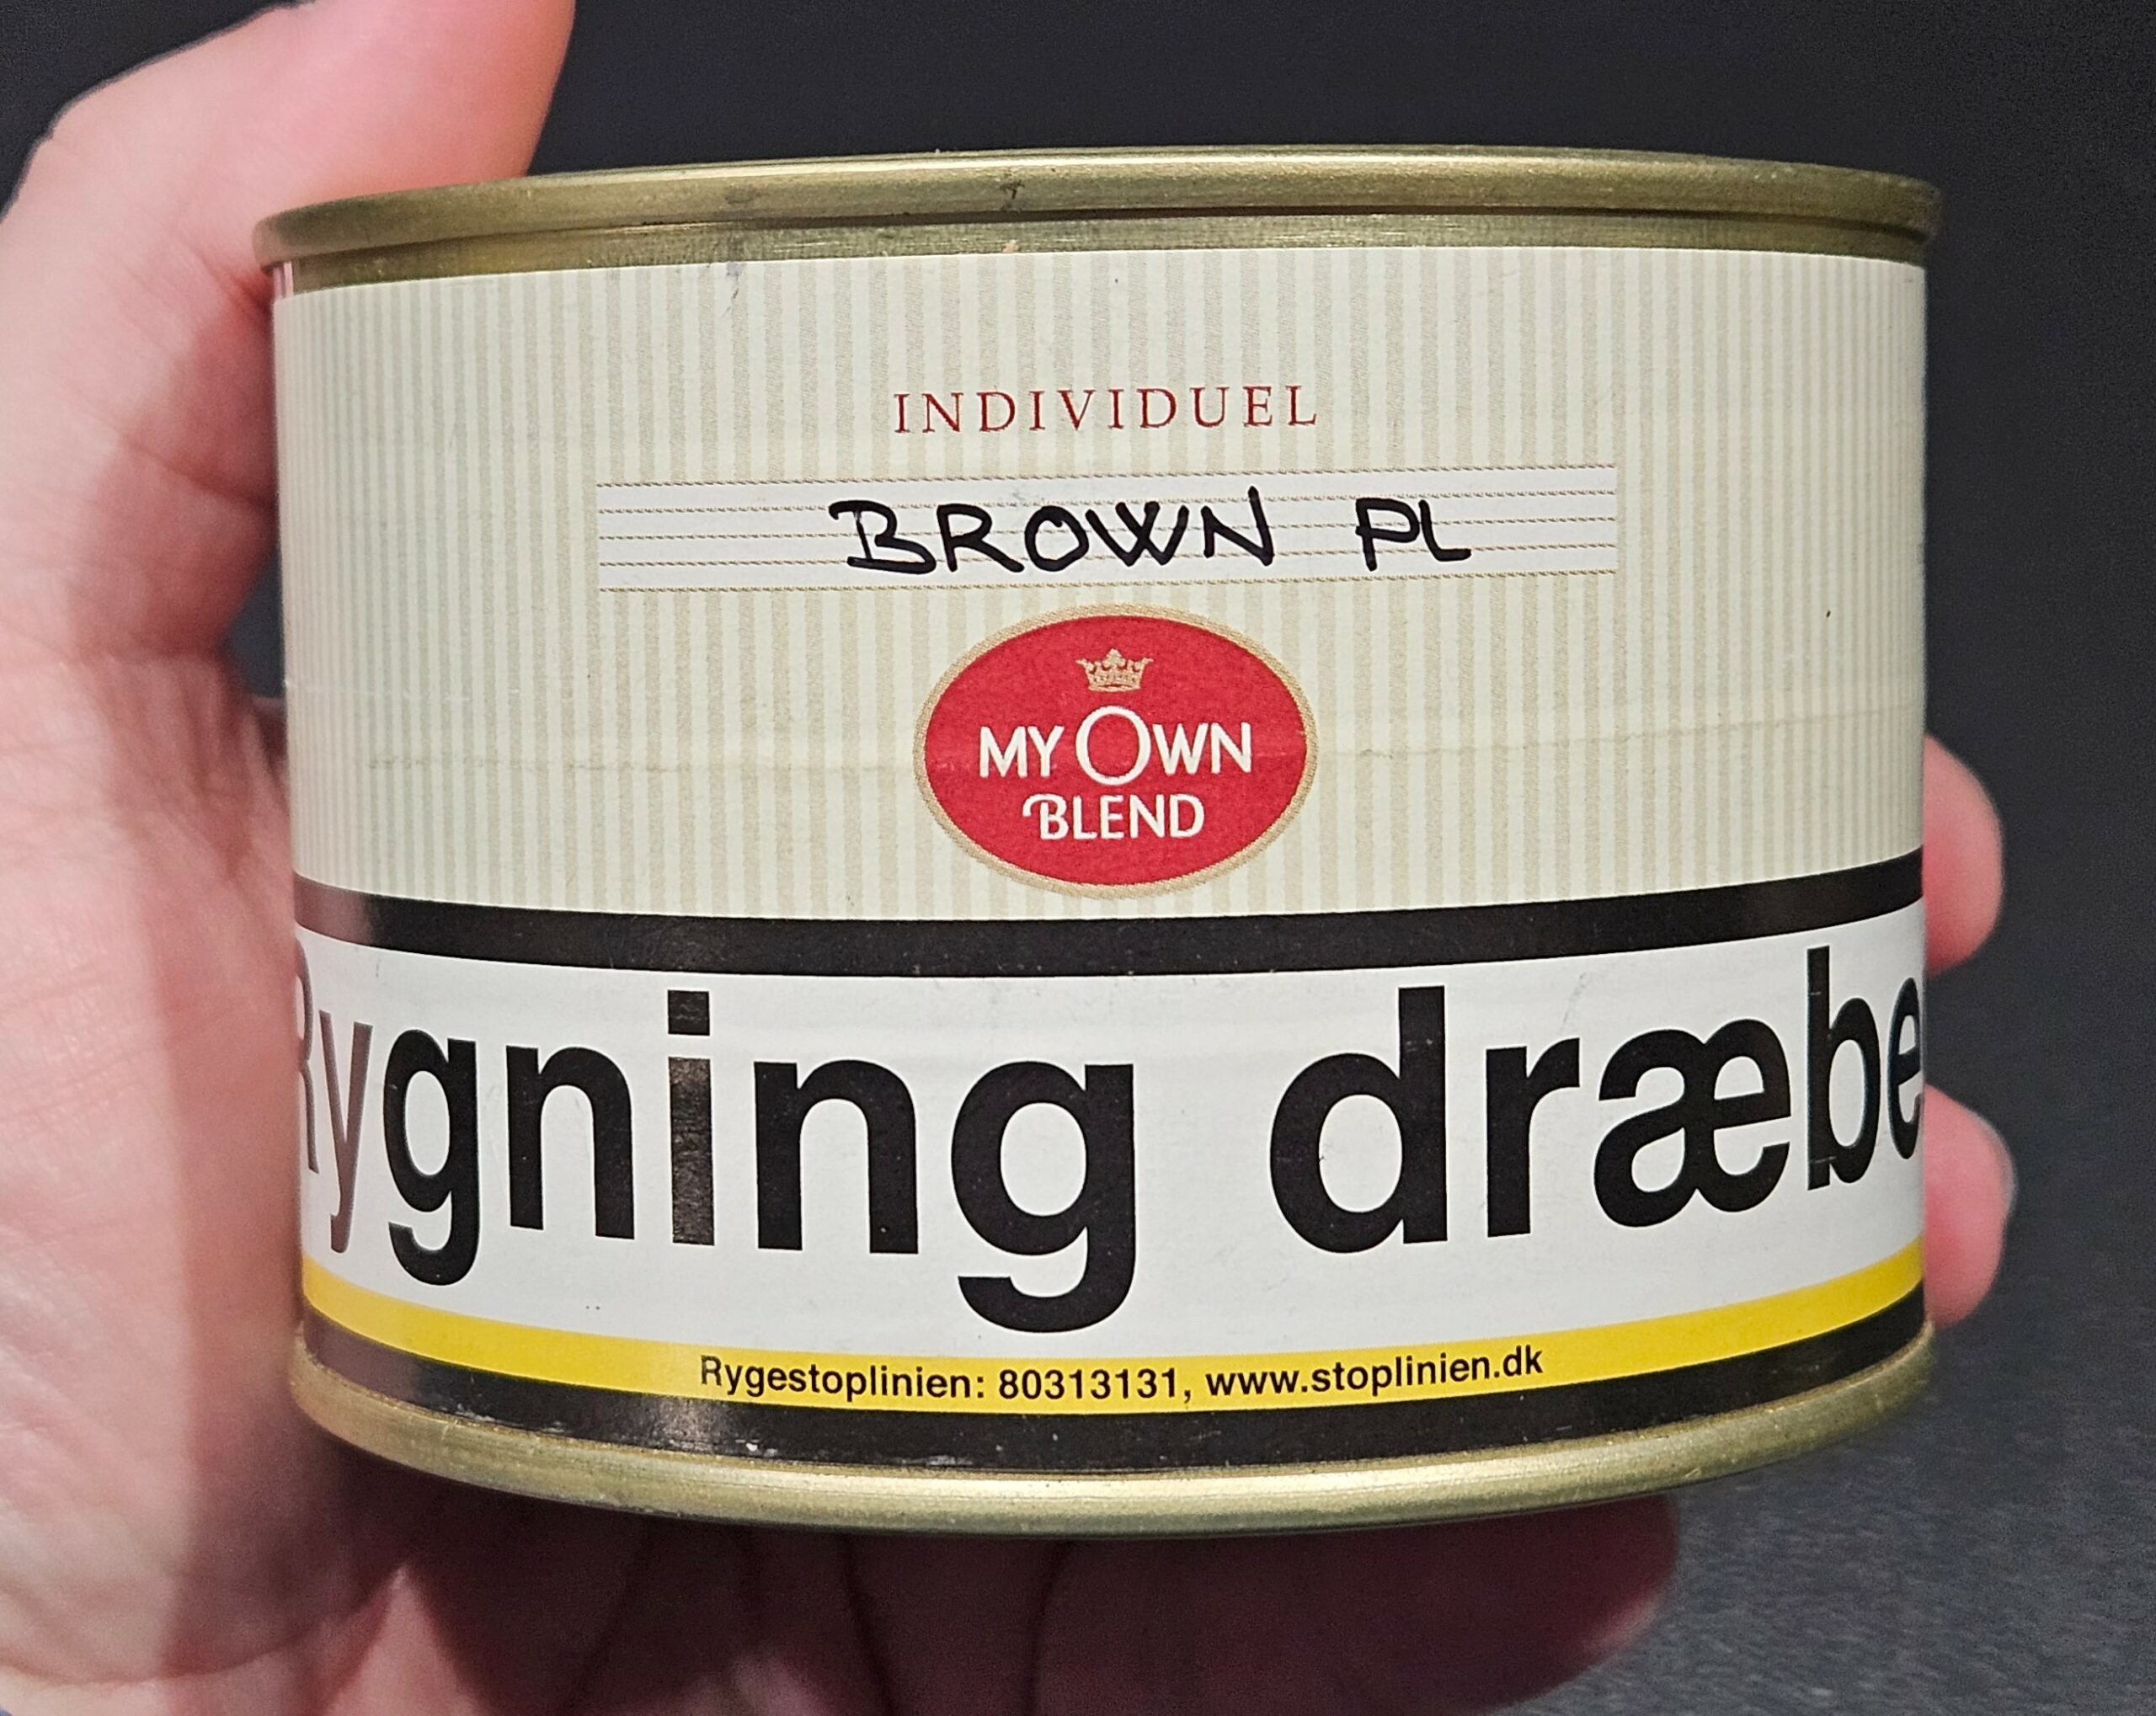 INDIVIDUEL
BROWN PL
MY OWN
BLEND
Rygning dræbe
Rygestoplinien: 80313131, www.stoplinien.dk